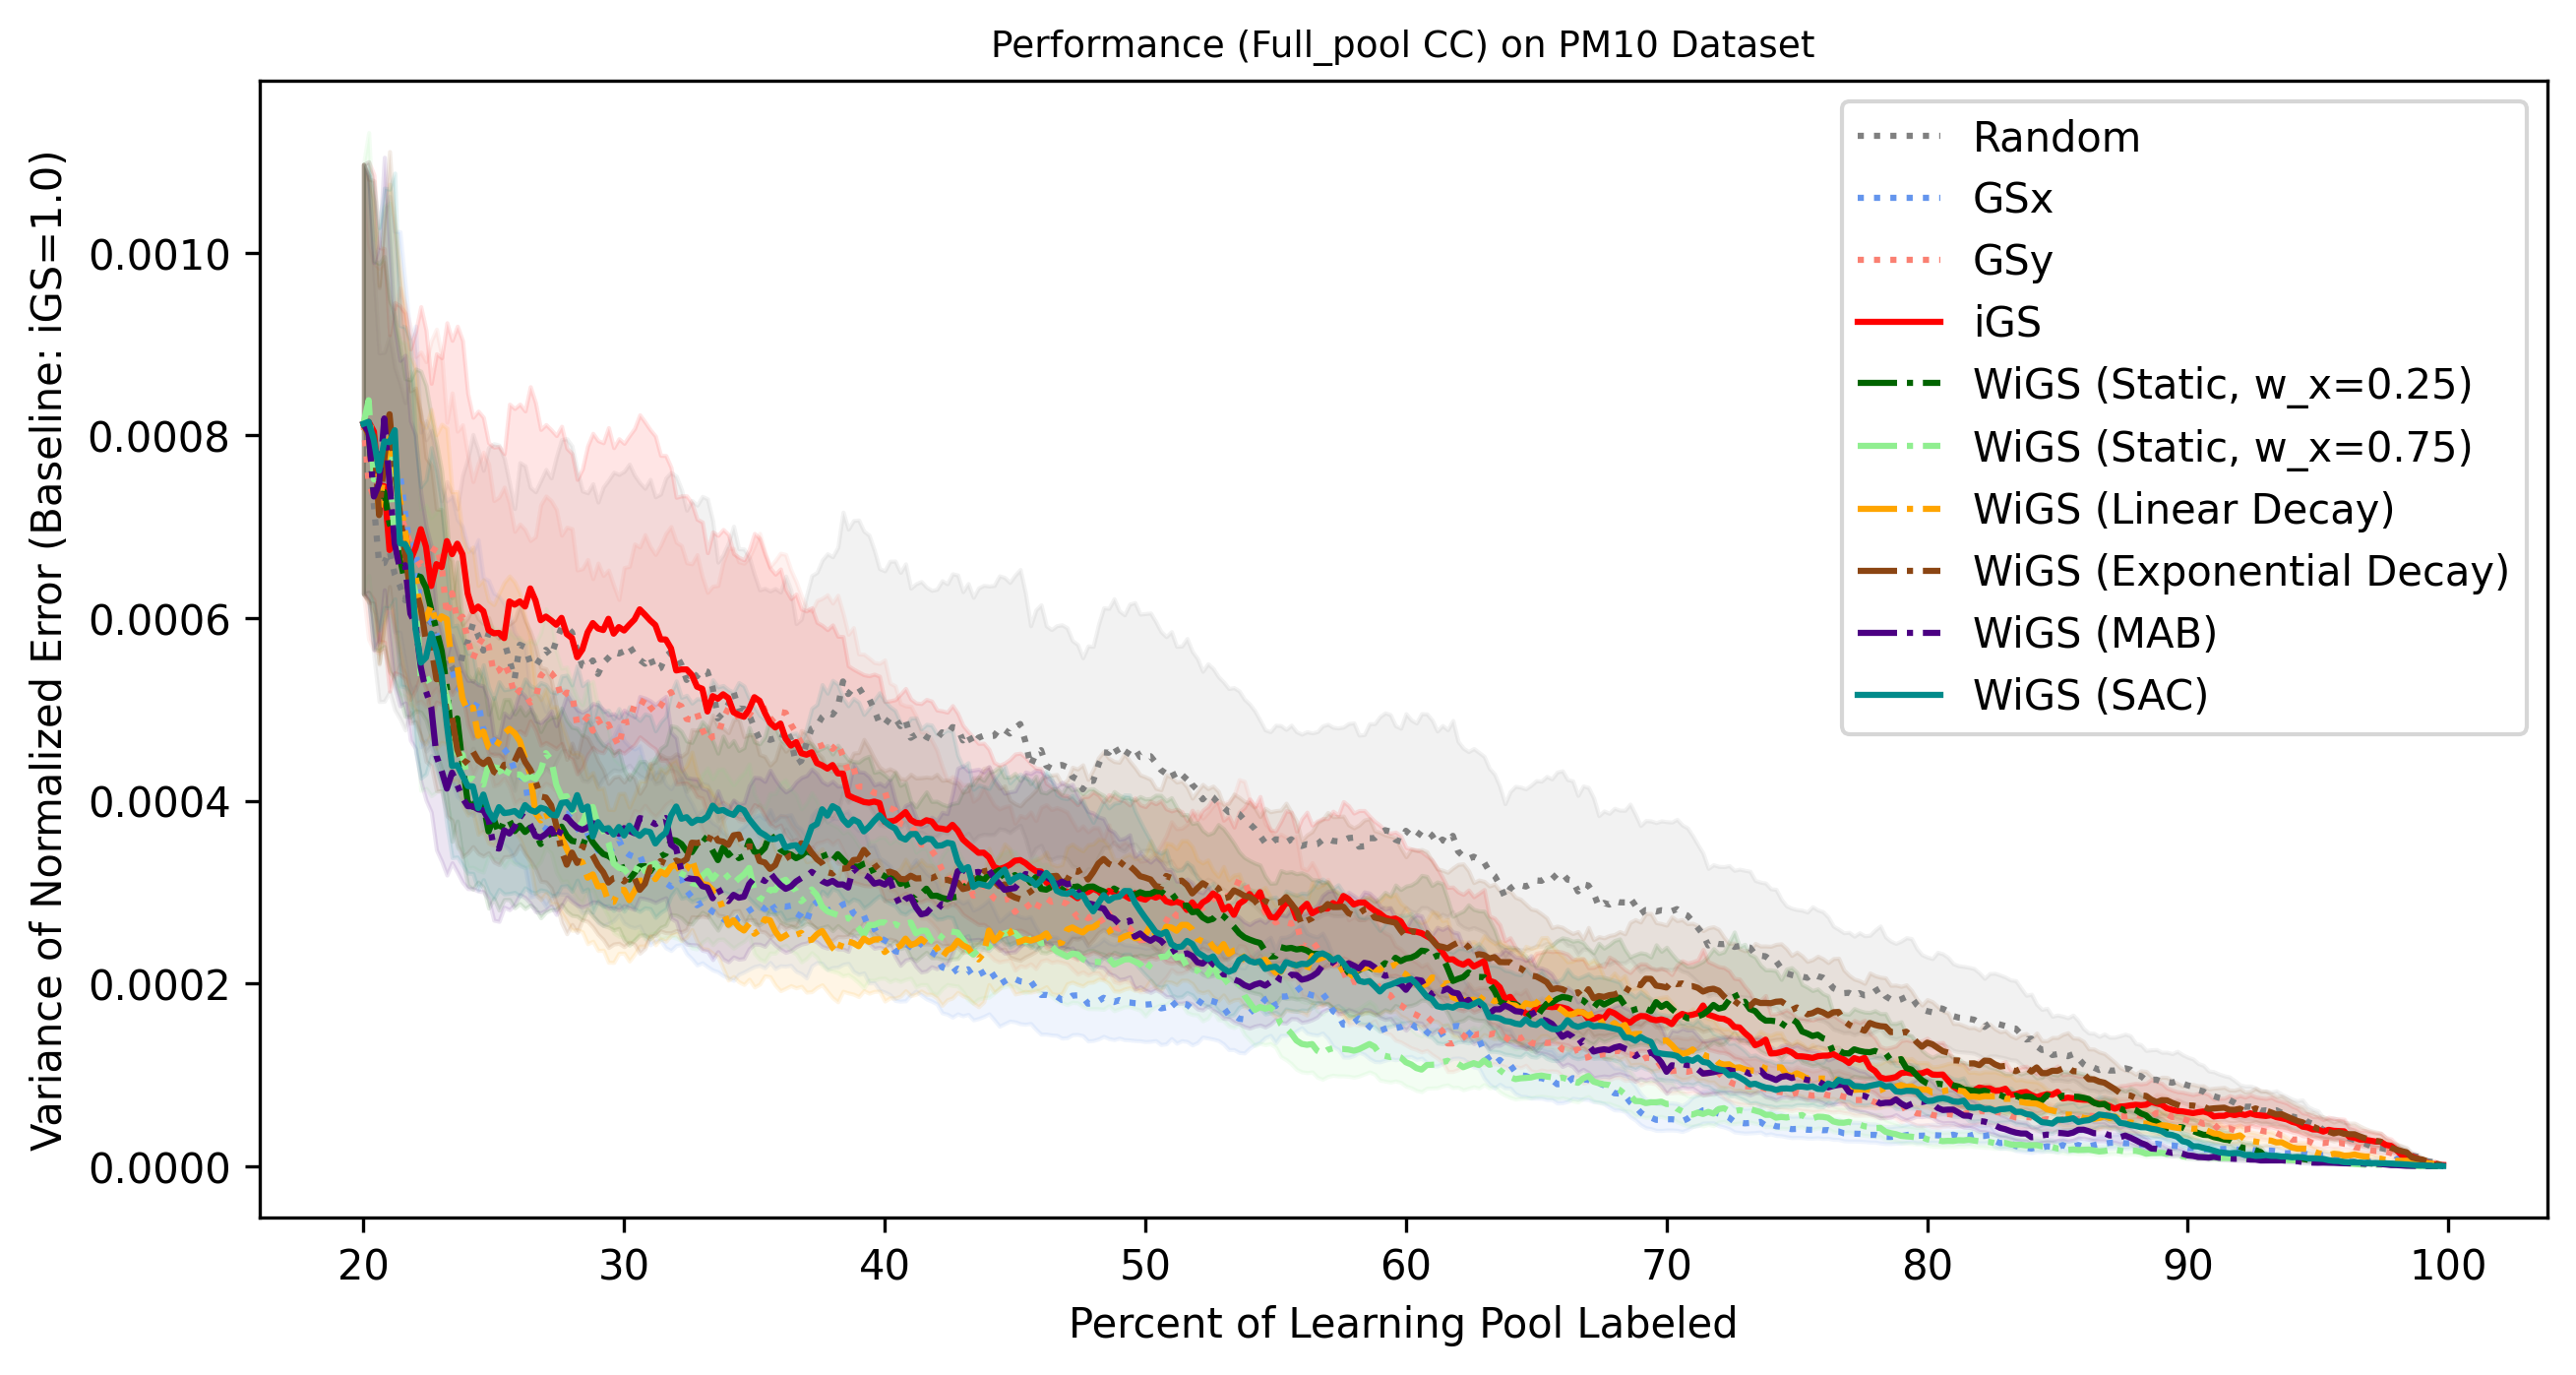 Performance (Full_pool CC) on PM10 Dataset
Variance of Normalized Error (Baseline: iGS=1.0)
0.0010
0.0008
0.0006
0.0004
0.0002
0.0000
20 30 40 50 60 70 80 90 100
Percent of Learning Pool Labeled
Random
GSx
GSy
iGS
WiGS (Static, w_x=0.25)
WiGS (Static, w_x=0.75)
WiGS (Linear Decay)
WiGS (Exponential Decay)
WiGS (MAB)
WiGS (SAC)